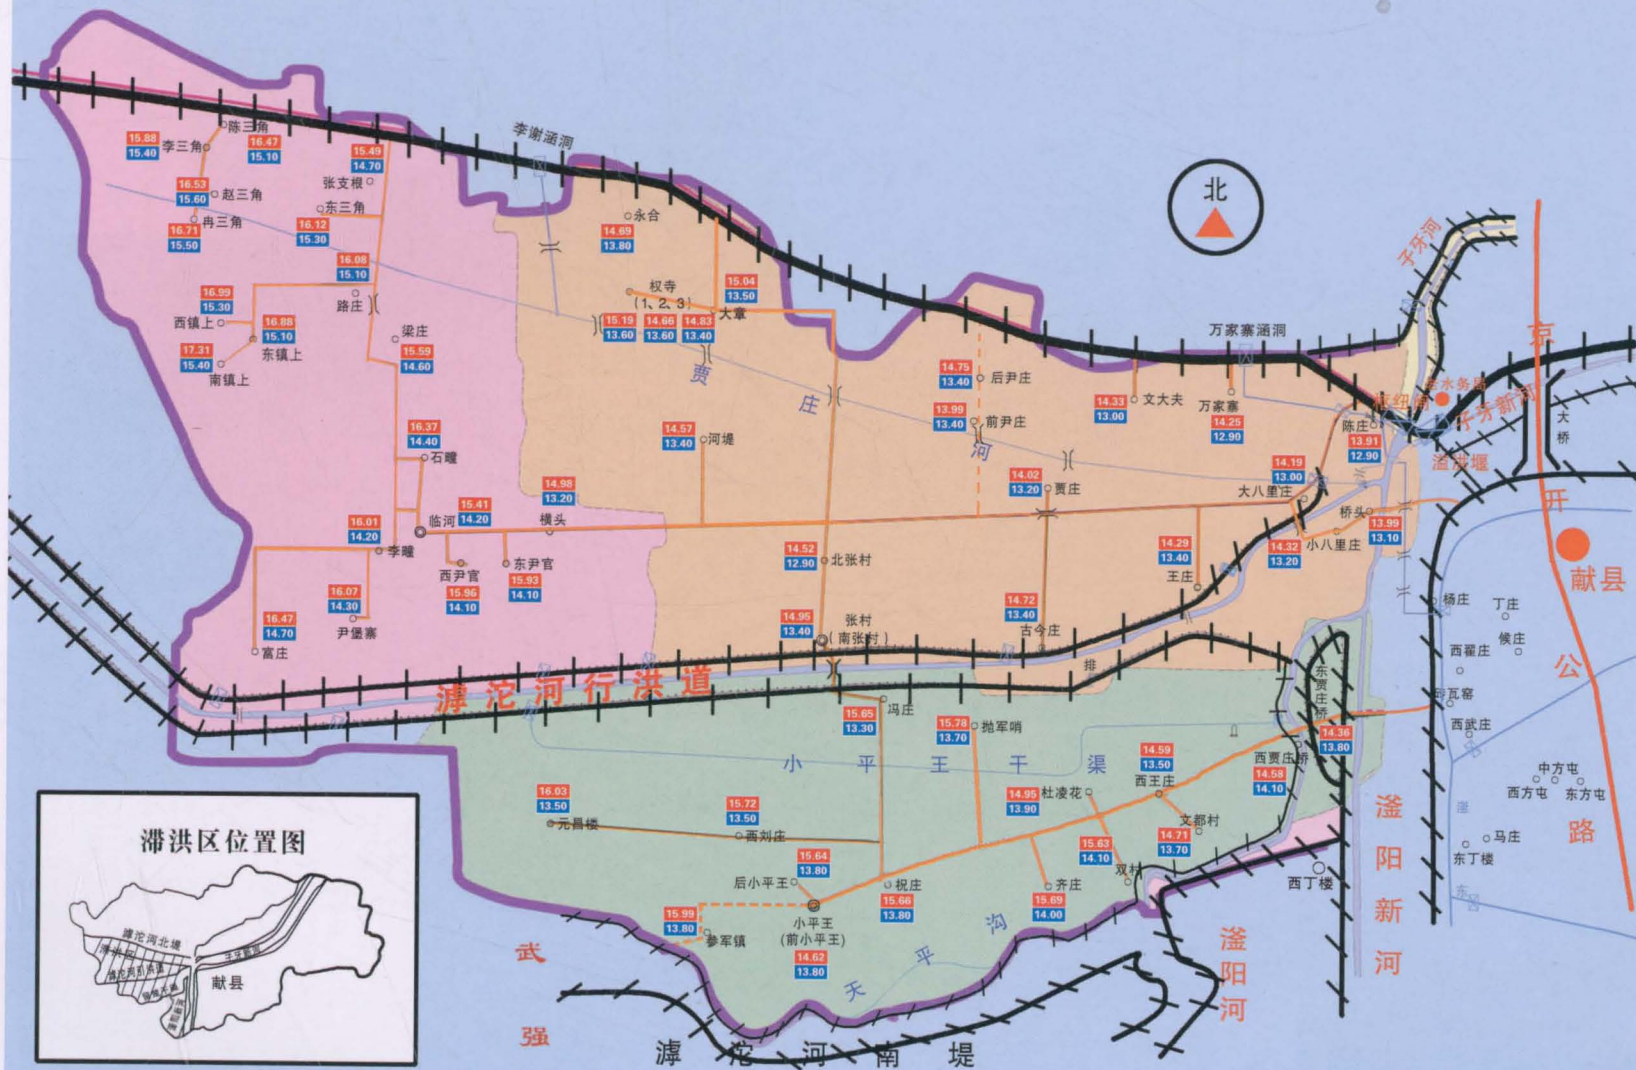 陈三角
李三角
15.88
15.40
16.47
15.10
15.49
14.70
张支根
16.53
15.60
赵三角
东三角
冉三角
16.71
15.50
16.12
15.30
16.08
15.10
路庄
16.99
15.30
西镇上
16.88
15.10
东镇上
17.31
15.40
南镇上
梁庄
15.59
14.60
16.37
14.40
石疃
临河
15.41
14.20
14.98
13.20
横头
16.01
14.20
李疃
西尹官
15.96
14.10
东尹官
15.93
14.10
16.07
14.30
尹堡寨
16.47
14.70
富庄
李谢涵洞
永合
14.69
13.80
权寺
(1、2、3)
15.19
13.60
14.66
13.60
14.83
13.40
15.04
13.50
大章
贾
庄
河
14.57
13.40
河堤
14.75
13.40
后尹庄
13.99
13.40
前尹庄
14.33
13.00
文大夫
万家寨涵洞
万家寨
14.25
12.90
陈庄
13.91
12.90
14.02
13.20
贾庄
14.19
13.00
大八里庄
桥头
13.99
13.10
小八里庄
14.32
13.20
14.29
13.40
王庄
14.52
12.90
北张村
14.95
13.40
张村
(南张村)
14.72
13.40
古今庄
排
滹沱河行洪道
北
子牙河
子牙新河
溢洪堰
京
开
公
路
大
桥
献县
杨庄
丁庄
候庄
西翟庄
瓦窑
西武庄
中方屯
西方屯
东方屯
马庄
东丁楼
西丁楼
东贾庄桥
14.36
13.80
西贾庄桥
14.58
14.10
冯庄
15.65
13.30
15.78
13.70
抛军哨
小平王干渠
14.59
13.50
西王庄
14.95
13.90
杜凌花
文都村
14.71
13.70
15.63
14.10
双村
16.03
13.50
元昌楼
15.72
13.50
西刘庄
15.64
13.80
后小平王
祝庄
15.66
13.80
齐庄
15.69
14.00
15.99
13.80
参军镇
小平王
(前小平王)
14.62
13.80
天平沟
武
强
滹沱河南堤
滏阳河
滏阳新河
滞洪区位置图
滹沱河北堤
滞洪区
献县